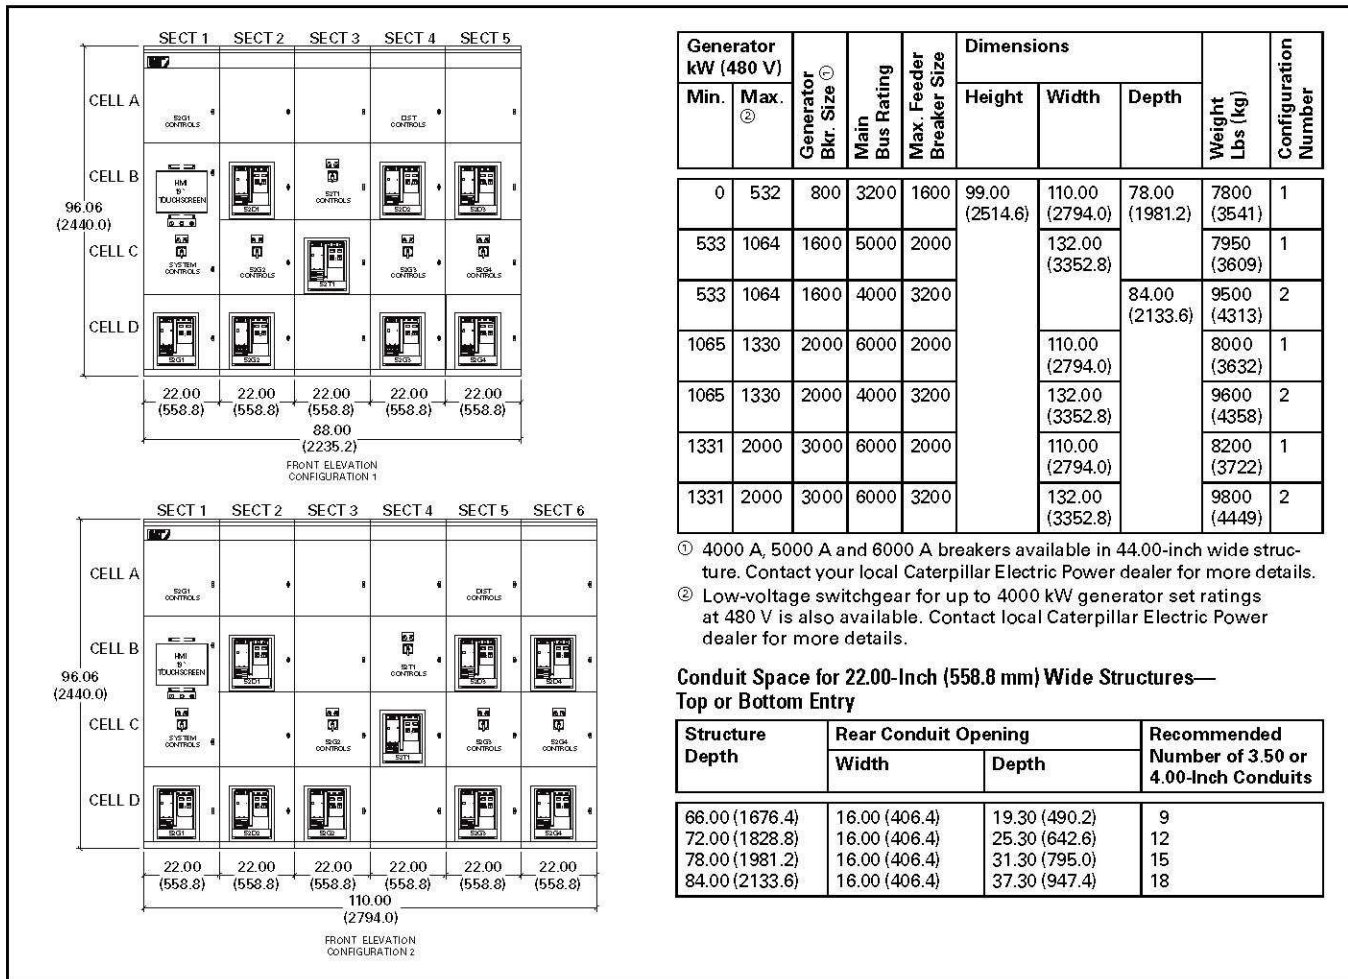 SECT 1 SECT 2 SECT 3 SECT 4 SECT 5
CELL A
52G1 CONTROLS
DIST CONTROLS
CELL B
HMI 19" TOUCHSCREEN
52D1
52T1 CONTROLS
52D2
52D3
96.06
(2440.0)
CELL C
SYSTEM CONTROLS
52G2 CONTROLS
52T1
52G3 CONTROLS
52G4 CONTROLS
CELL D
52G1
52G2
52G3
52G4
22.00 22.00 22.00 22.00 22.00
(558.8) (558.8) (558.8) (558.8) (558.8)
88.00
(2235.2)
FRONT ELEVATION
CONFIGURATION 1
SECT 1 SECT 2 SECT 3 SECT 4 SECT 5 SECT 6
CELL A
52G1 CONTROLS
DIST CONTROLS
CELL B
HMI 19" TOUCHSCREEN
52D1
52T1 CONTROLS
52D3
52D4
96.06
(2440.0)
CELL C
SYSTEM CONTROLS
52G2 CONTROLS
52T1
52G3 CONTROLS
52G4 CONTROLS
CELL D
52G1
52D2
52G2
52G3
52G4
22.00 22.00 22.00 22.00 22.00 22.00
(558.8) (558.8) (558.8) (558.8) (558.8) (558.8)
110.00
(2794.0)
FRONT ELEVATION
CONFIGURATION 2
Generator kW (480 V)
Min. Max. ②
Generator Bkr. Size ①
Main Bus Rating
Max. Feeder Breaker Size
Dimensions
Height Width Depth
Weight Lbs (kg)
Configuration Number
0 532 800 3200 1600 99.00 110.00 78.00 7800 1
(2514.6) (2794.0) (1981.2) (3541)
533 1064 1600 5000 2000 132.00 7950 1
(3352.8) (3609)
533 1064 1600 4000 3200 84.00 9500 2
(2133.6) (4313)
1065 1330 2000 6000 2000 110.00 8000 1
(2794.0) (3632)
1065 1330 2000 4000 3200 132.00 9600 2
(3352.8) (4358)
1331 2000 3000 6000 2000 110.00 8200 1
(2794.0) (3722)
1331 2000 3000 6000 3200 132.00 9800 2
(3352.8) (4449)
① 4000 A, 5000 A and 6000 A breakers available in 44.00-inch wide struc-
ture. Contact your local Caterpillar Electric Power dealer for more details.
② Low-voltage switchgear for up to 4000 kW generator set ratings
at 480 V is also available. Contact local Caterpillar Electric Power
dealer for more details.
Conduit Space for 22.00-Inch (558.8 mm) Wide Structures—
Top or Bottom Entry
Structure Depth
Rear Conduit Opening
Width Depth
Recommended Number of 3.50 or 4.00-Inch Conduits
66.00 (1676.4) 16.00 (406.4) 19.30 (490.2) 9
72.00 (1828.8) 16.00 (406.4) 25.30 (642.6) 12
78.00 (1981.2) 16.00 (406.4) 31.30 (795.0) 15
84.00 (2133.6) 16.00 (406.4) 37.30 (947.4) 18